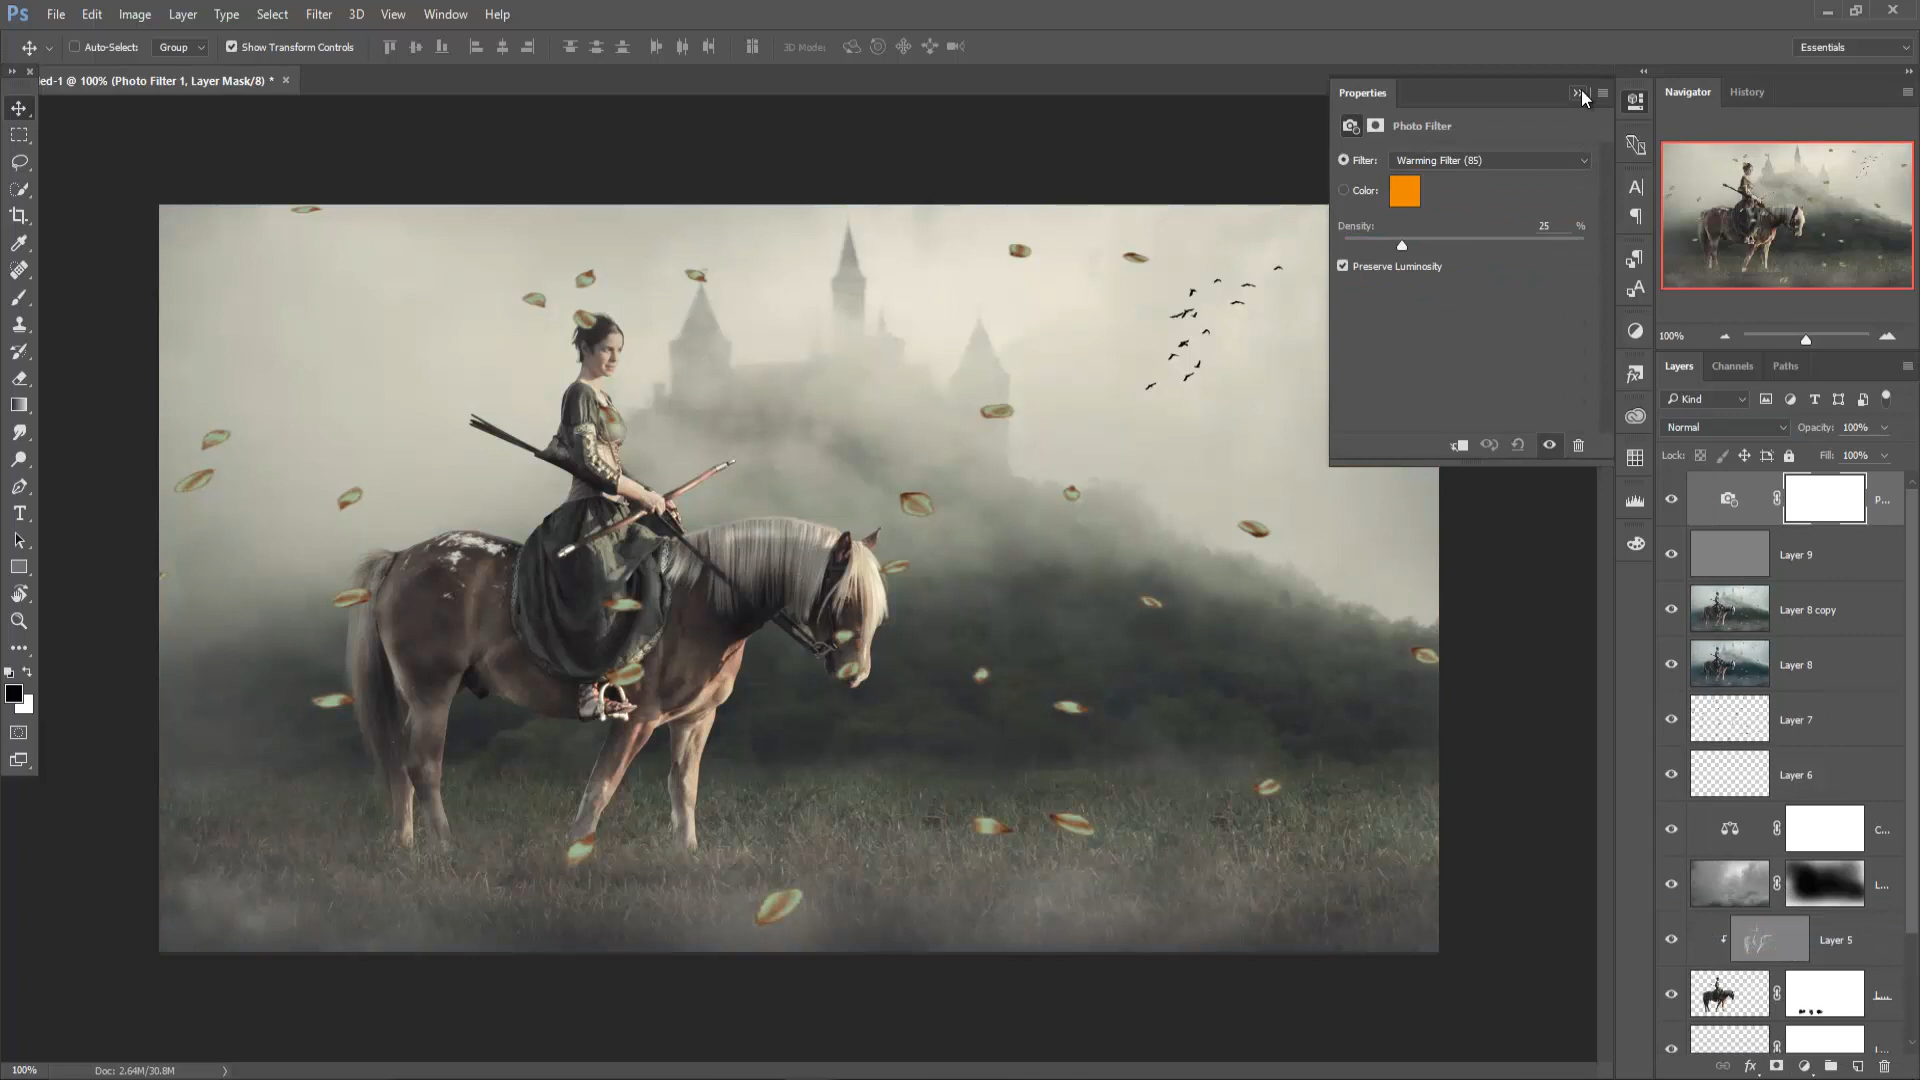 Ps File Edit Image Layer Type Select Filter 3D View Window Help
Auto-Select: Group Show Transform Controls 3D Mode: Essentials
ed-1 @ 100% (Photo Filter 1, Layer Mask/8) *
Properties
Photo Filter
Filter: Warming Filter (85)
Color:
Density: 25 %
Preserve Luminosity
Navigator History
100%
Layers Channels Paths
Kind
Normal Opacity: 100%
Lock: Fill: 100%
P...
Layer 9
Layer 8 copy
Layer 8
Layer 7
Layer 6
C...
L...
Layer 5
L...
L...
100% Doc: 2.64M/30.8M